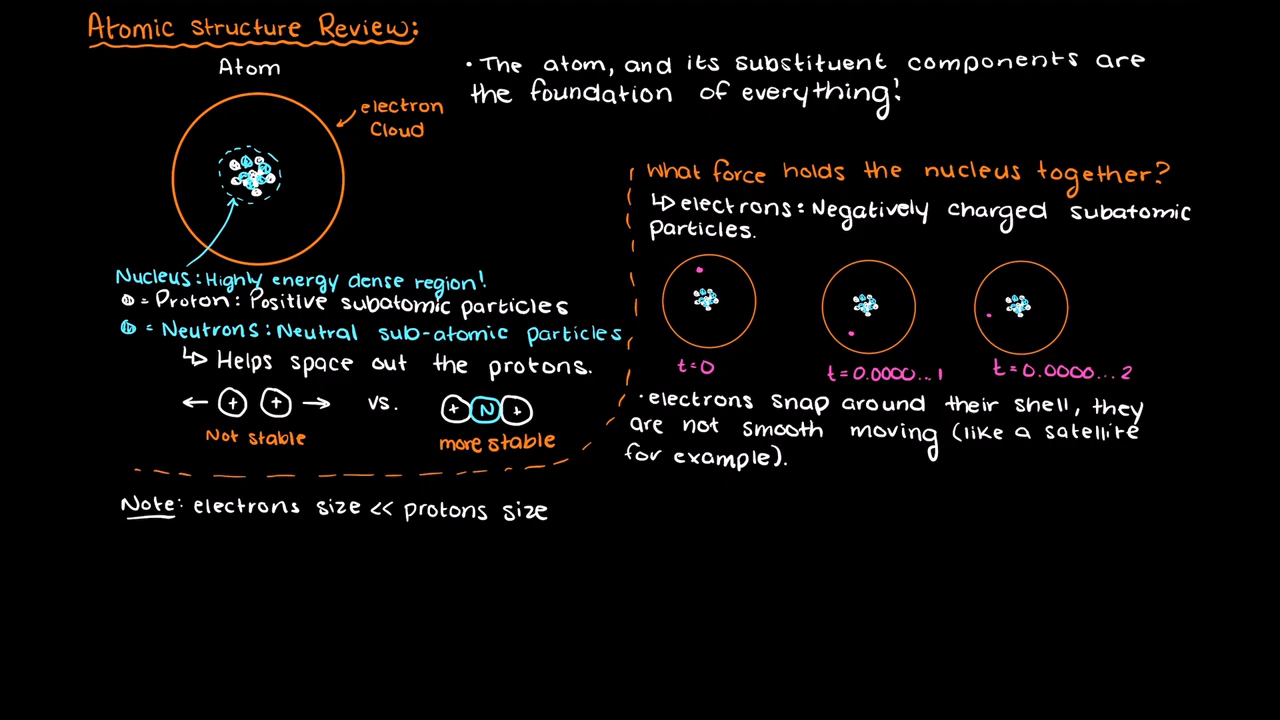 Atomic Structure Review:
Atom
electron
Cloud
• The atom, and its substituent components are
the foundation of everything!
Nucleus: Highly energy dense region!
= Proton: Positive subatomic particles
N = Neutrons: Neutral sub-atomic particles
↳ Helps space out the protons.
← + + → vs. + N +
Not stable
more stable
Note: electrons size << protons size
What force holds the nucleus together?
↳ electrons: Negatively charged subatomic
particles.
t=0
t=0.0000...1
t=0.0000...2
• electrons snap around their shell, they
are not smooth moving (like a satellite
for example).